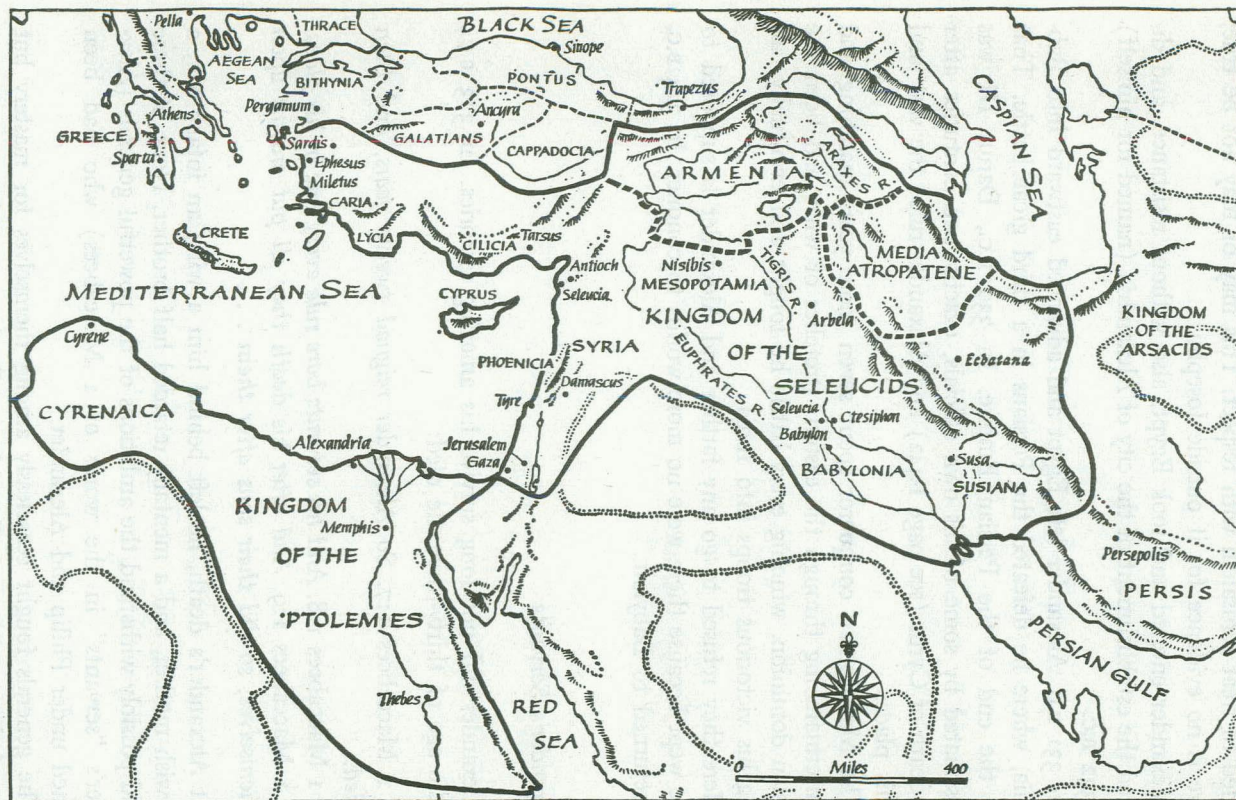 Pella
THRACE
BLACK SEA
Sinope
AEGEAN
SEA
BITHYNIA
PONTUS
Trapezus
CASPIAN SEA
Pergamum
Ancyra
Athens
GREECE
Sardis
GALATIANS
CAPPADOCIA
Sparta
Ephesus
Miletus
CARIA
ARMENIA
ARAXES R.
CRETE
LYCIA
CILICIA
Tarsus
MEDIA
ATROPATENE
Antioch
Seleucia
Nisibis
MESOPOTAMIA
TIGRIS R.
MEDITERRANEAN SEA
CYPRUS
Arbela
KINGDOM
OF THE
ARSACIDS
Cyrene
KINGDOM
OF THE
SELEUCIDS
PHOENICIA
SYRIA
EUPHRATES R.
Ecbatana
Damascus
CYRENAICA
Tyre
Seleucia
Ctesiphon
Babylon
Alexandria
Jerusalem
Gaza
BABYLONIA
Susa
SUSIANA
KINGDOM
OF THE
PTOLEMIES
Memphis
Persepolis
PERSIS
PERSIAN GULF
N
Thebes
RED
SEA
0 Miles 400